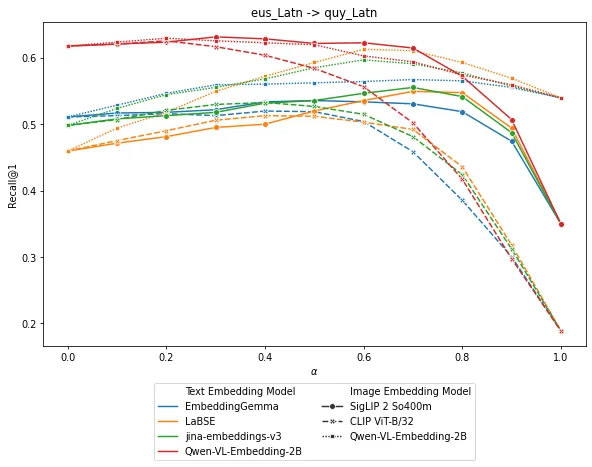 eus_Latn -> quy_Latn
Recall@1
0.6
0.5
0.4
0.3
0.2
0.0 0.2 0.4 0.6 0.8 1.0
α
Text Embedding Model Image Embedding Model
EmbeddingGemma SigLIP 2 So400m
LaBSE CLIP ViT-B/32
jina-embeddings-v3 Qwen-VL-Embedding-2B
Qwen-VL-Embedding-2B